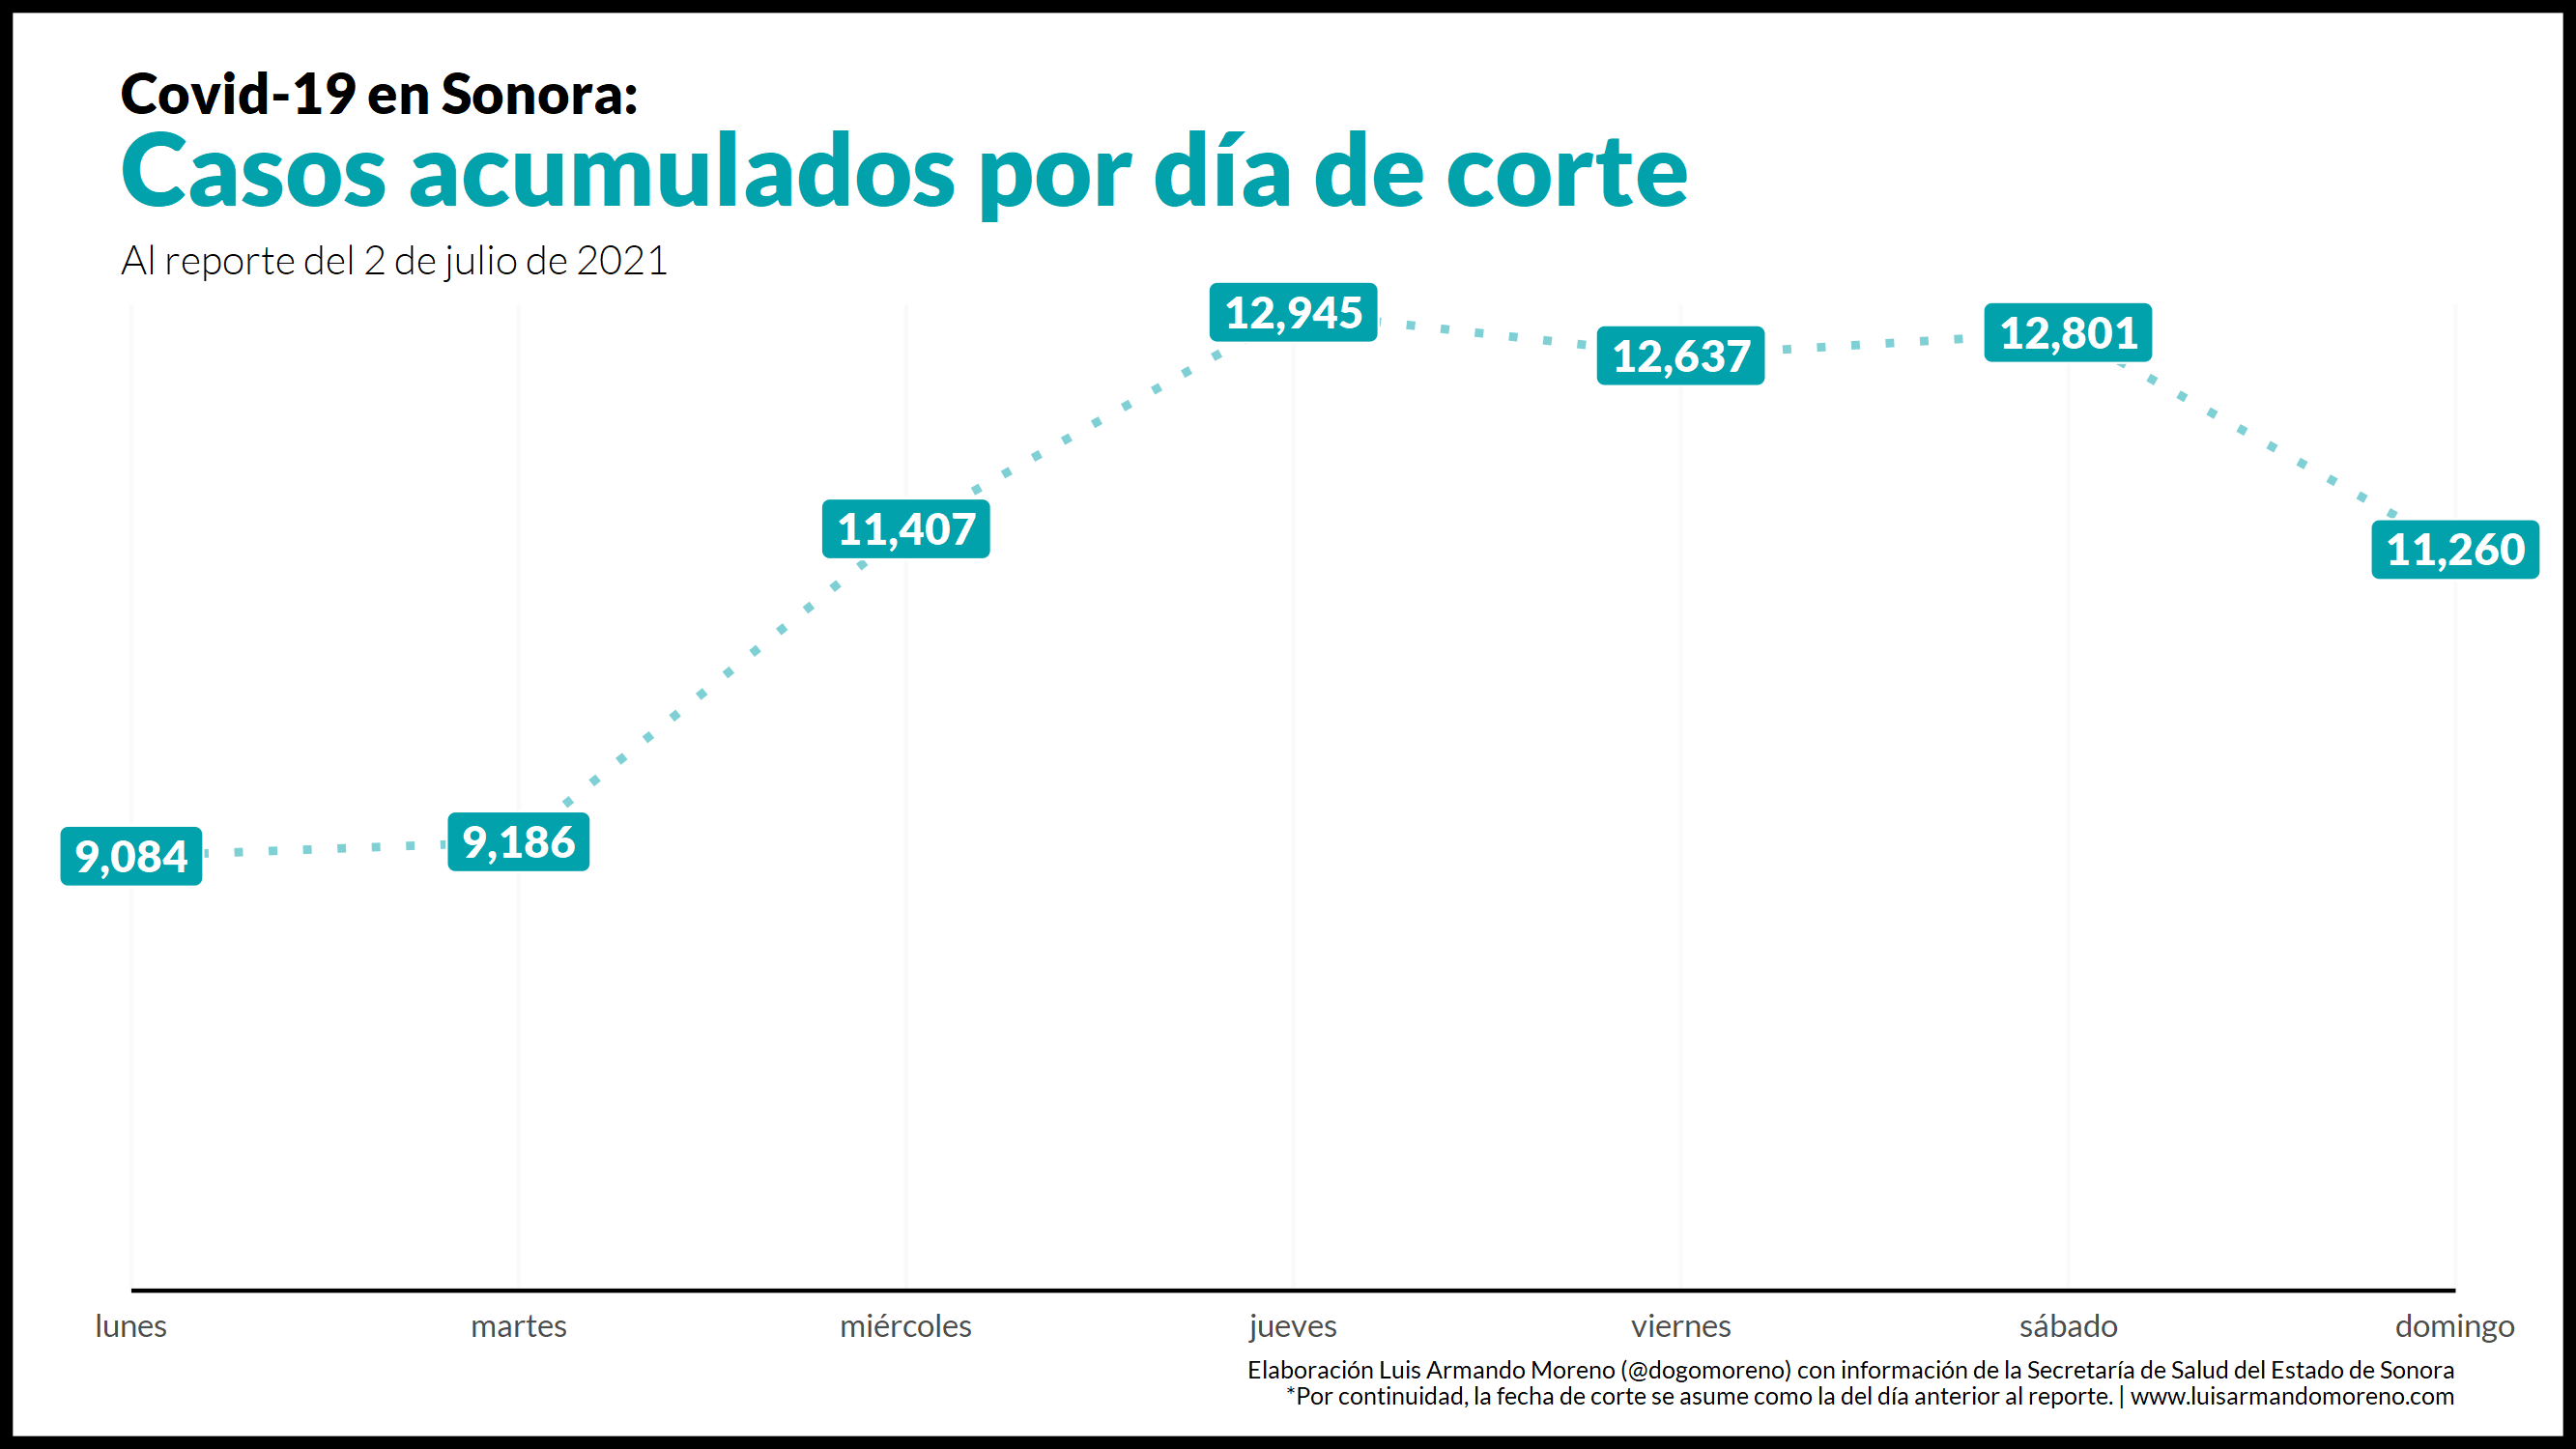 Covid-19 en Sonora:
Casos acumulados por día de corte
Al reporte del 2 de julio de 2021
12,945
12,637
12,801
11,407
11,260
9,084
9,186
lunes
martes
miércoles
jueves
viernes
sábado
domingo
Elaboración Luis Armando Moreno (@dogomoreno) con información de la Secretaría de Salud del Estado de Sonora
*Por continuidad, la fecha de corte se asume como la del día anterior al reporte. | www.luisarmandomoreno.com